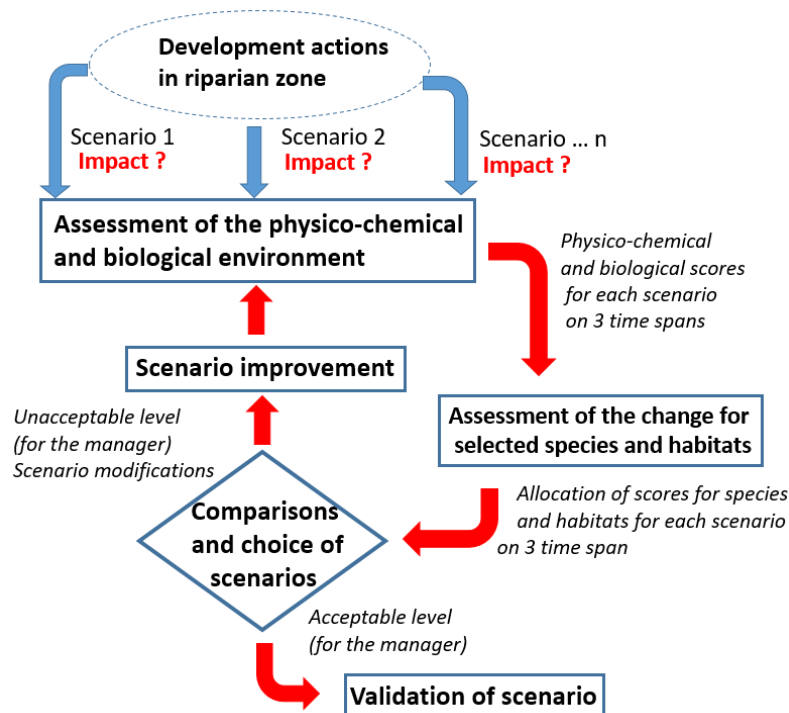 Development actions
in riparian zone
Scenario 1
Impact ?
Scenario 2
Impact ?
Scenario ... n
Impact ?
Assessment of the physico-chemical
and biological environment
Physico-chemical
and biological scores
for each scenario
on 3 time spans
Scenario improvement
Unacceptable level
(for the manager)
Scenario modifications
Assessment of the change for
selected species and habitats
Allocation of scores for species
and habitats for each scenario
on 3 time span
Comparisons
and choice of
scenarios
Acceptable level
(for the manager)
Validation of scenario